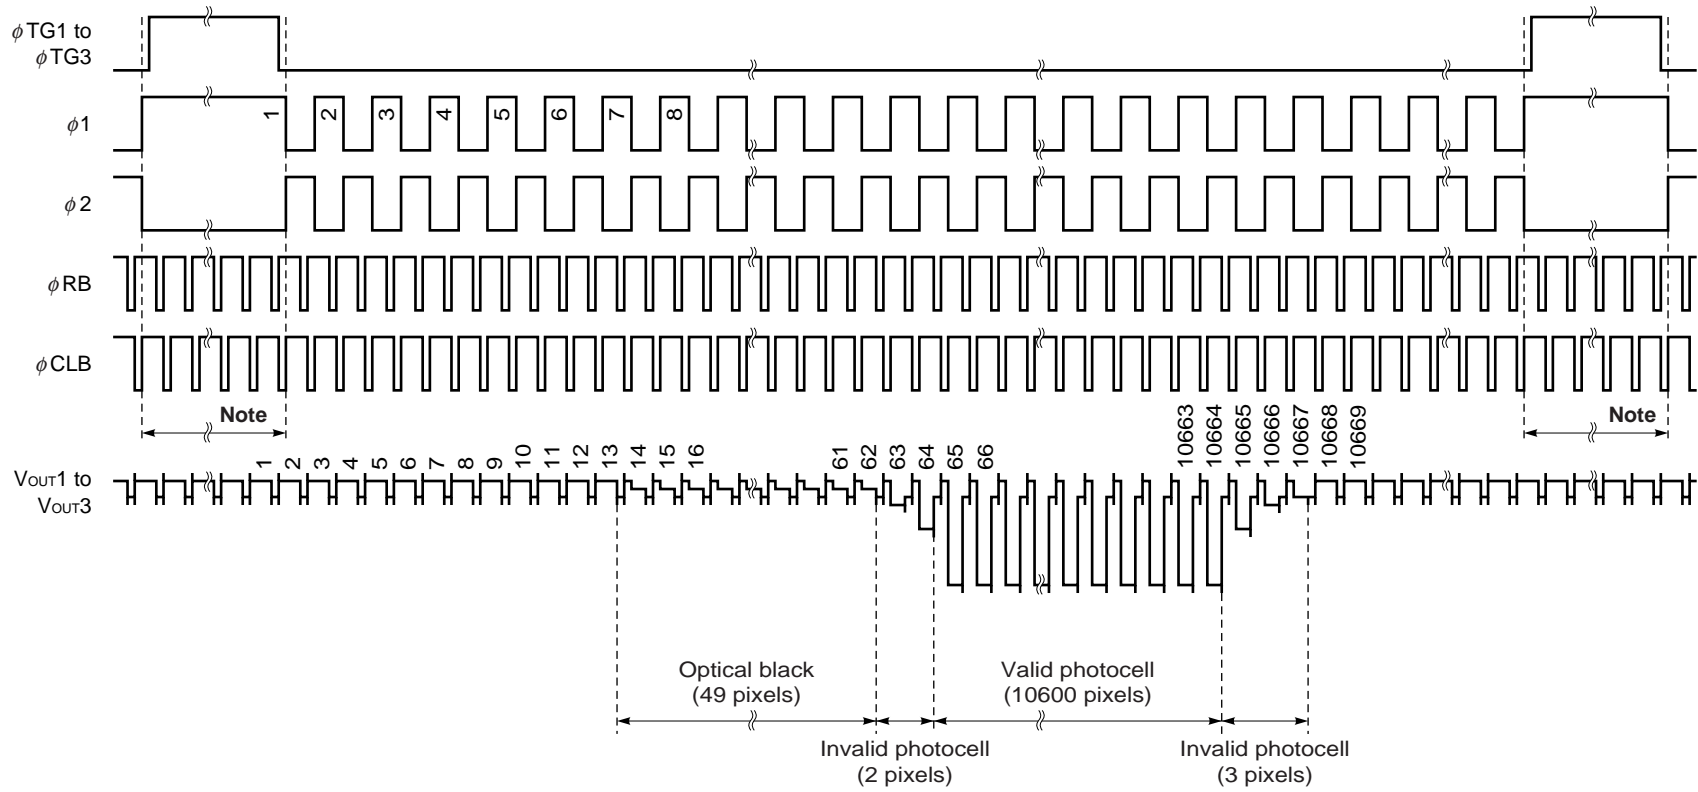 φTG1 to
φTG3
φ1
1 2 3 4 5 6 7 8
φ2
φRB
φCLB
Note
Note
VOUT1 to
VOUT3
1 2 3 4 5 6 7 8 9 10 11 12 13 14 15 16 61 62 63 64 65 66 10663 10664 10665 10666 10667 10668 10669
Optical black
(49 pixels)
Valid photocell
(10600 pixels)
Invalid photocell
(2 pixels)
Invalid photocell
(3 pixels)